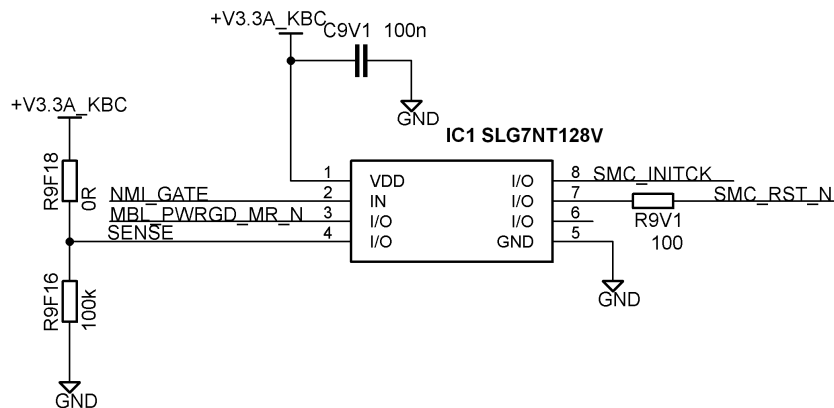 +V3.3A_KBC
C9V1 100n
GND
+V3.3A_KBC
IC1 SLG7NT128V
R9F18
0R
1 VDD I/O 8 SMC_INITCK
NMI_GATE 2 IN I/O 7 SMC_RST_N
MBL_PWRGD_MR_N 3 I/O I/O 6
SENSE 4 I/O GND 5
R9V1
100
R9F16
100k
GND
GND